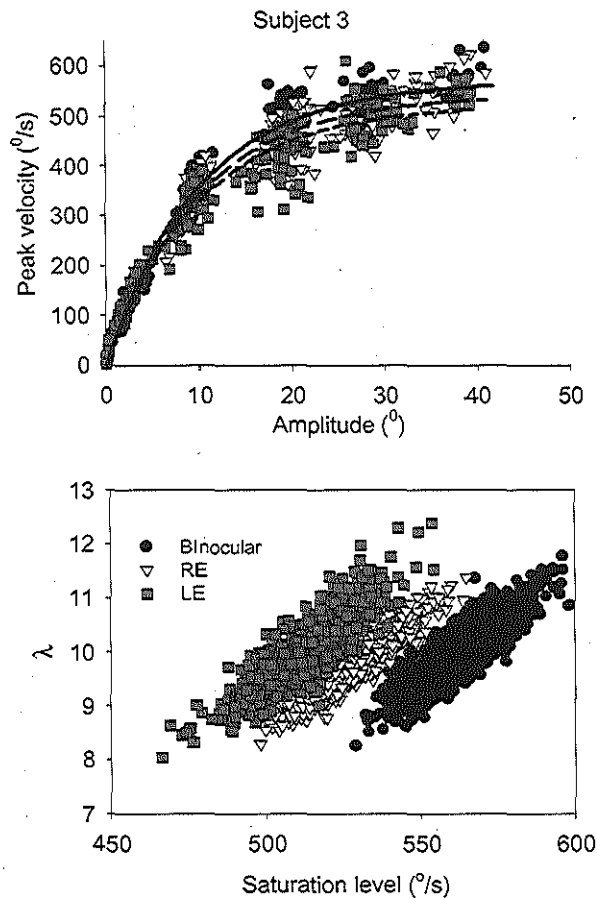 Subject 3
Peak velocity (⁰/s)
600
500
400
300
200
100
0
0 10 20 30 40 50
Amplitude (⁰)
λ
13
12
11
10
9
8
7
Binocular
RE
LE
450 500 550 600
Saturation level (°/s)